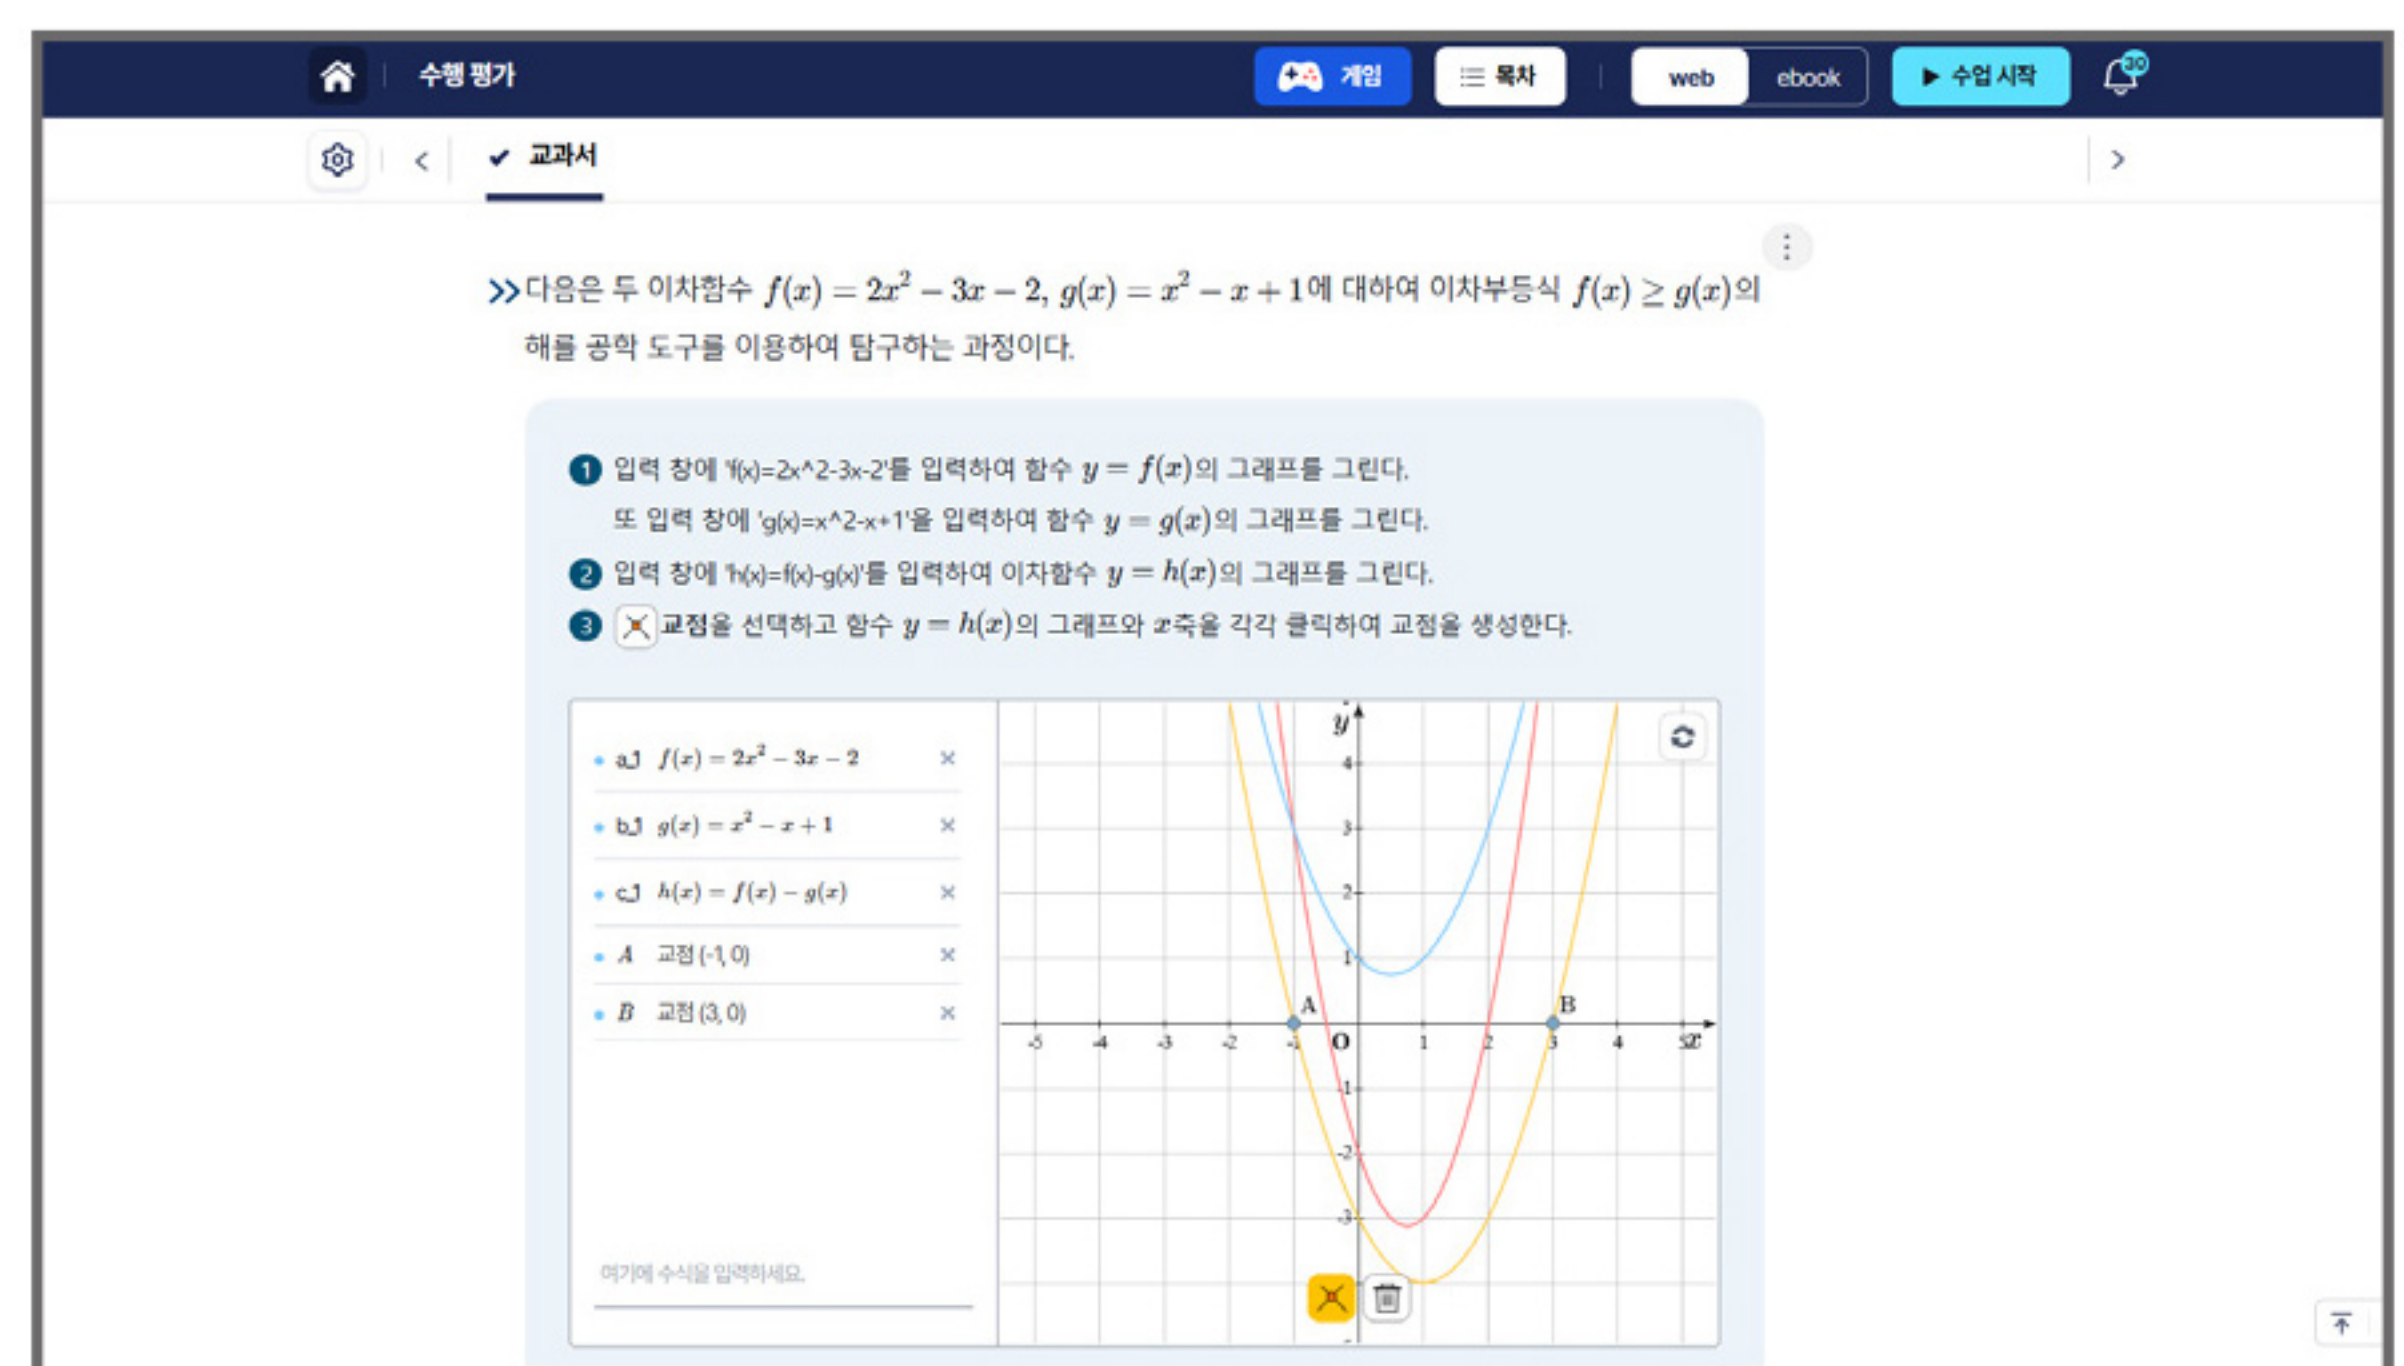 수행 평가
게임
목차
web
ebook
▶ 수업 시작
30
✔ 교과서
≫ 다음은 두 이차함수 f(x) = 2x² − 3x − 2, g(x) = x² − x + 1에 대하여 이차부등식 f(x) ≥ g(x)의
해를 공학 도구를 이용하여 탐구하는 과정이다.
❶ 입력 창에 'f(x)=2x^2-3x-2'를 입력하여 함수 y = f(x)의 그래프를 그린다.
또 입력 창에 'g(x)=x^2-x+1'을 입력하여 함수 y = g(x)의 그래프를 그린다.
❷ 입력 창에 'h(x)=f(x)-g(x)'를 입력하여 이차함수 y = h(x)의 그래프를 그린다.
❸ 교점을 선택하고 함수 y = h(x)의 그래프와 x축을 각각 클릭하여 교점을 생성한다.
a_1 f(x) = 2x² − 3x − 2 ×
b_1 g(x) = x² − x + 1 ×
c_1 h(x) = f(x) − g(x) ×
A 교점 (-1, 0) ×
B 교점 (3, 0) ×
여기에 수식을 입력하세요.
y
4
3
2
1
A
B
-5 -4 -3 -2 -1 O 1 2 3 4 5 x
-1
-2
-3